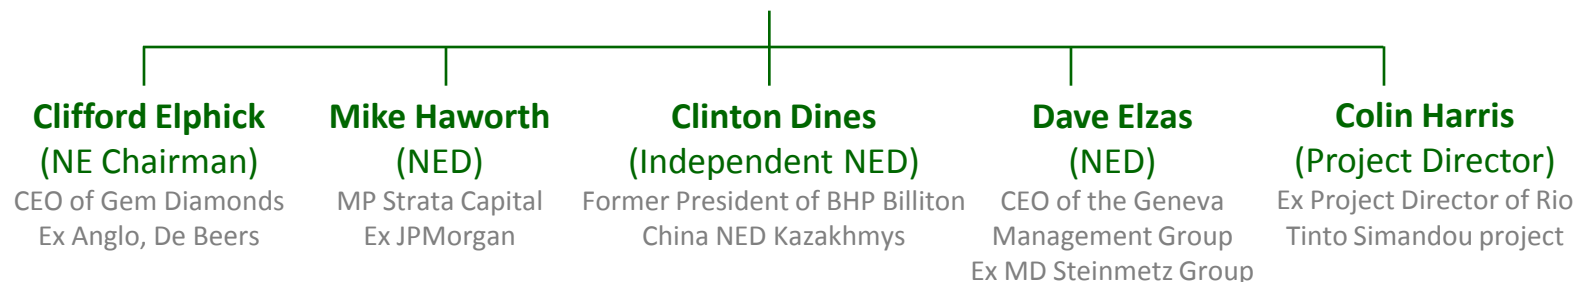 Clifford Elphick
(NE Chairman)
CEO of Gem Diamonds
Ex Anglo, De Beers
Mike Haworth
(NED)
MP Strata Capital
Ex JPMorgan
Clinton Dines
(Independent NED)
Former President of BHP Billiton
China NED Kazakhmys
Dave Elzas
(NED)
CEO of the Geneva
Management Group
Ex MD Steinmetz Group
Colin Harris
(Project Director)
Ex Project Director of Rio
Tinto Simandou project